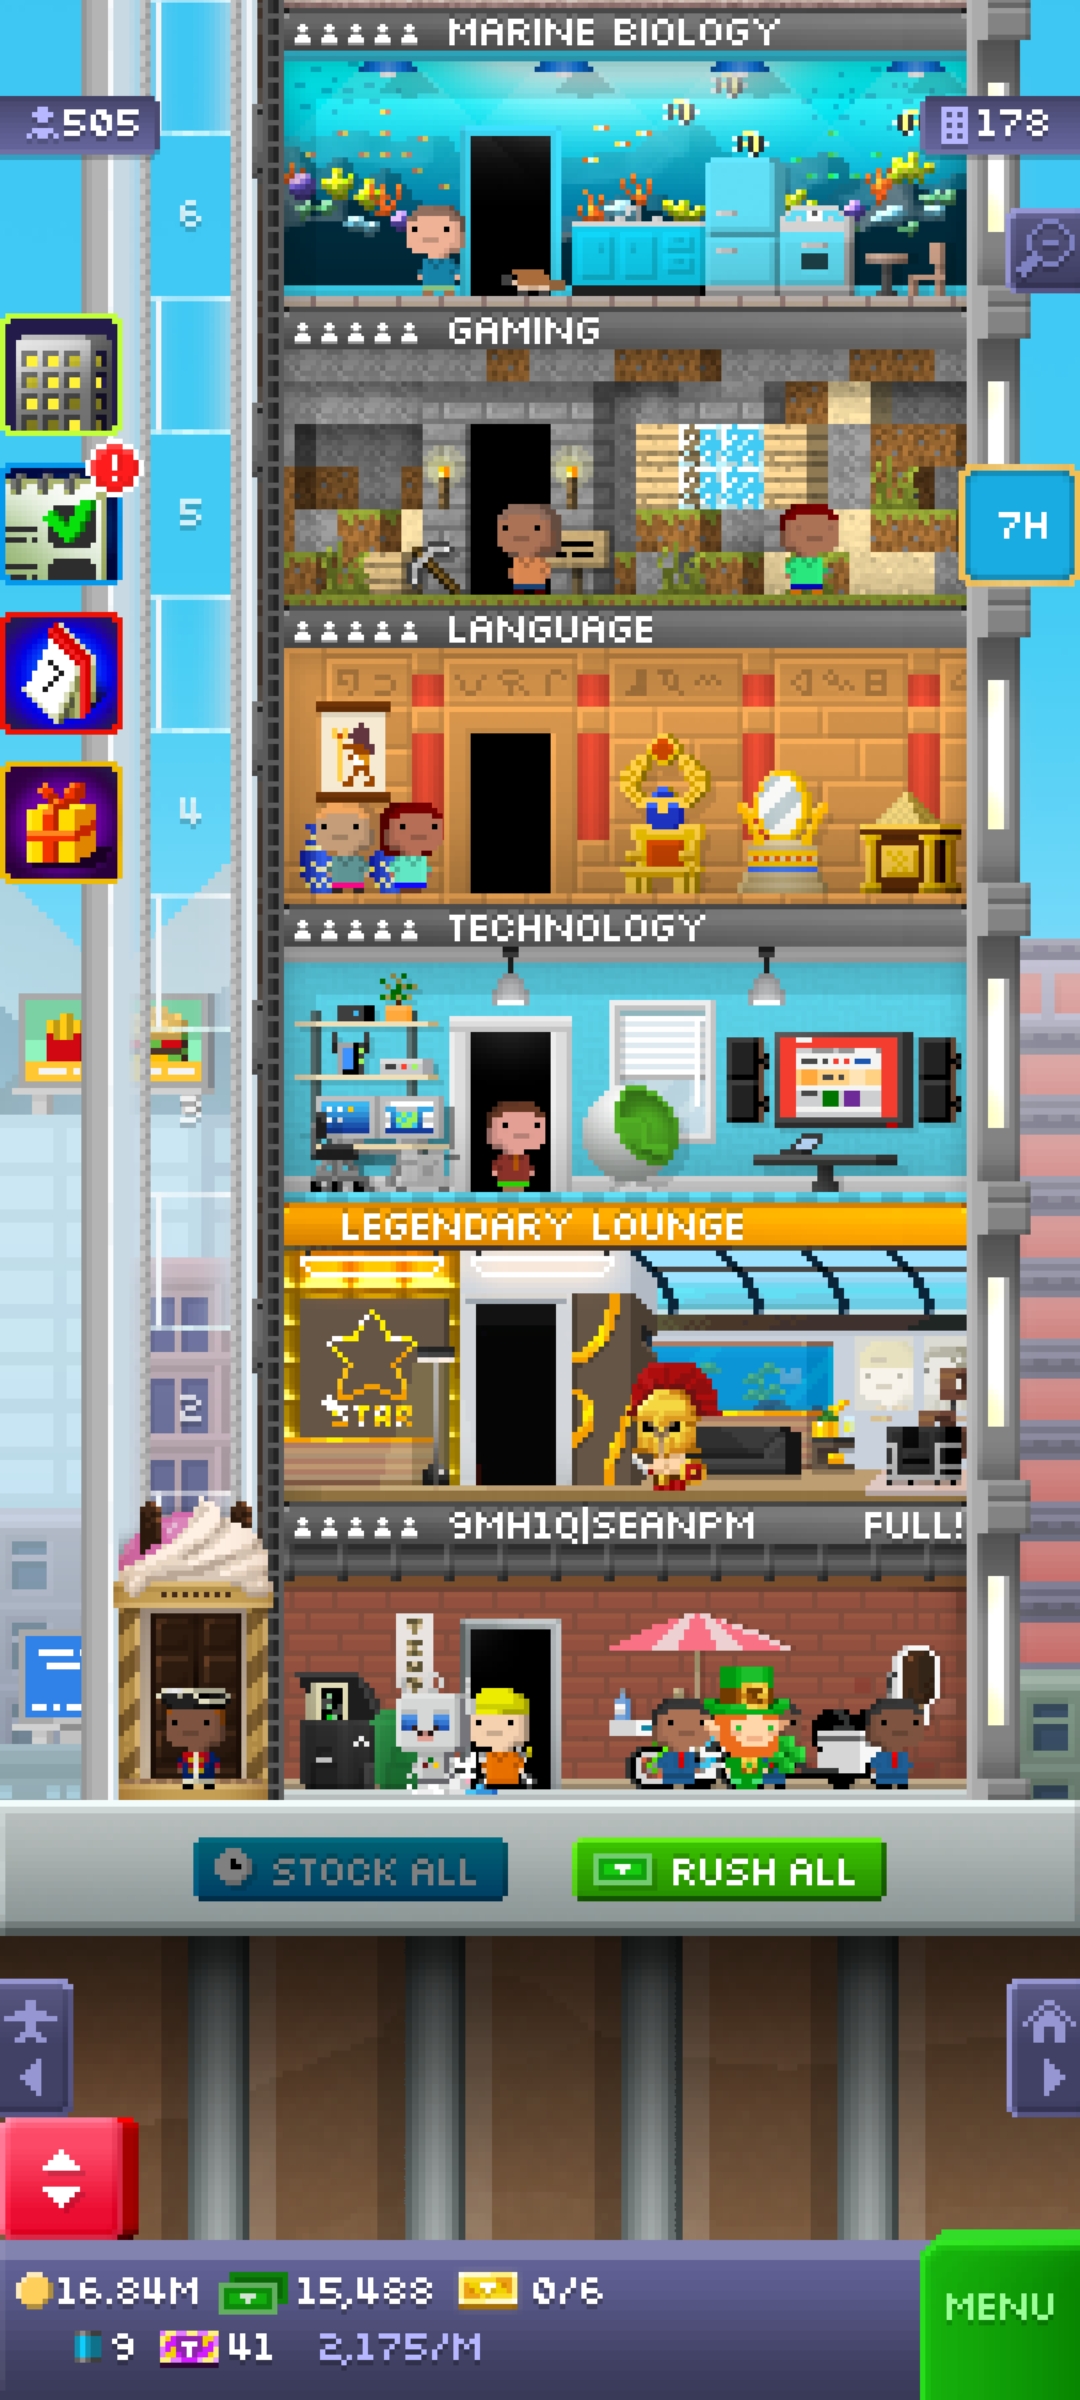 MARINE BIOLOGY
505
178
6
GAMING
5
7H
LANGUAGE
4
TECHNOLOGY
3
LEGENDARY LOUNGE
STAR
2
9MH1Q|SEANPM FULL!
STOCK ALL
RUSH ALL
16.84M 15,488 0/6
MENU
9 41 2,175/M